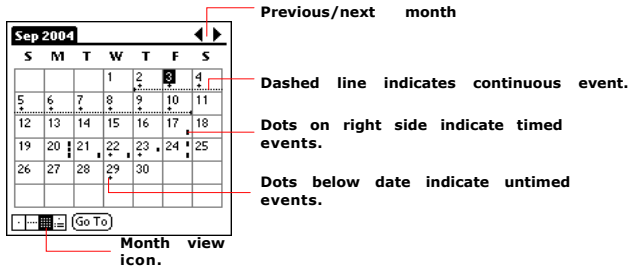 Previous/next month
Sep 2004
S M T W T F S
1 2 3 4
Dashed line indicates continuous event.
5 6 7 8 9 10 11
12 13 14 15 16 17 18
Dots on right side indicate timed
events.
19 20 21 22 23 24 25
26 27 28 29 30
Dots below date indicate untimed
events.
Go To
Month view
icon.